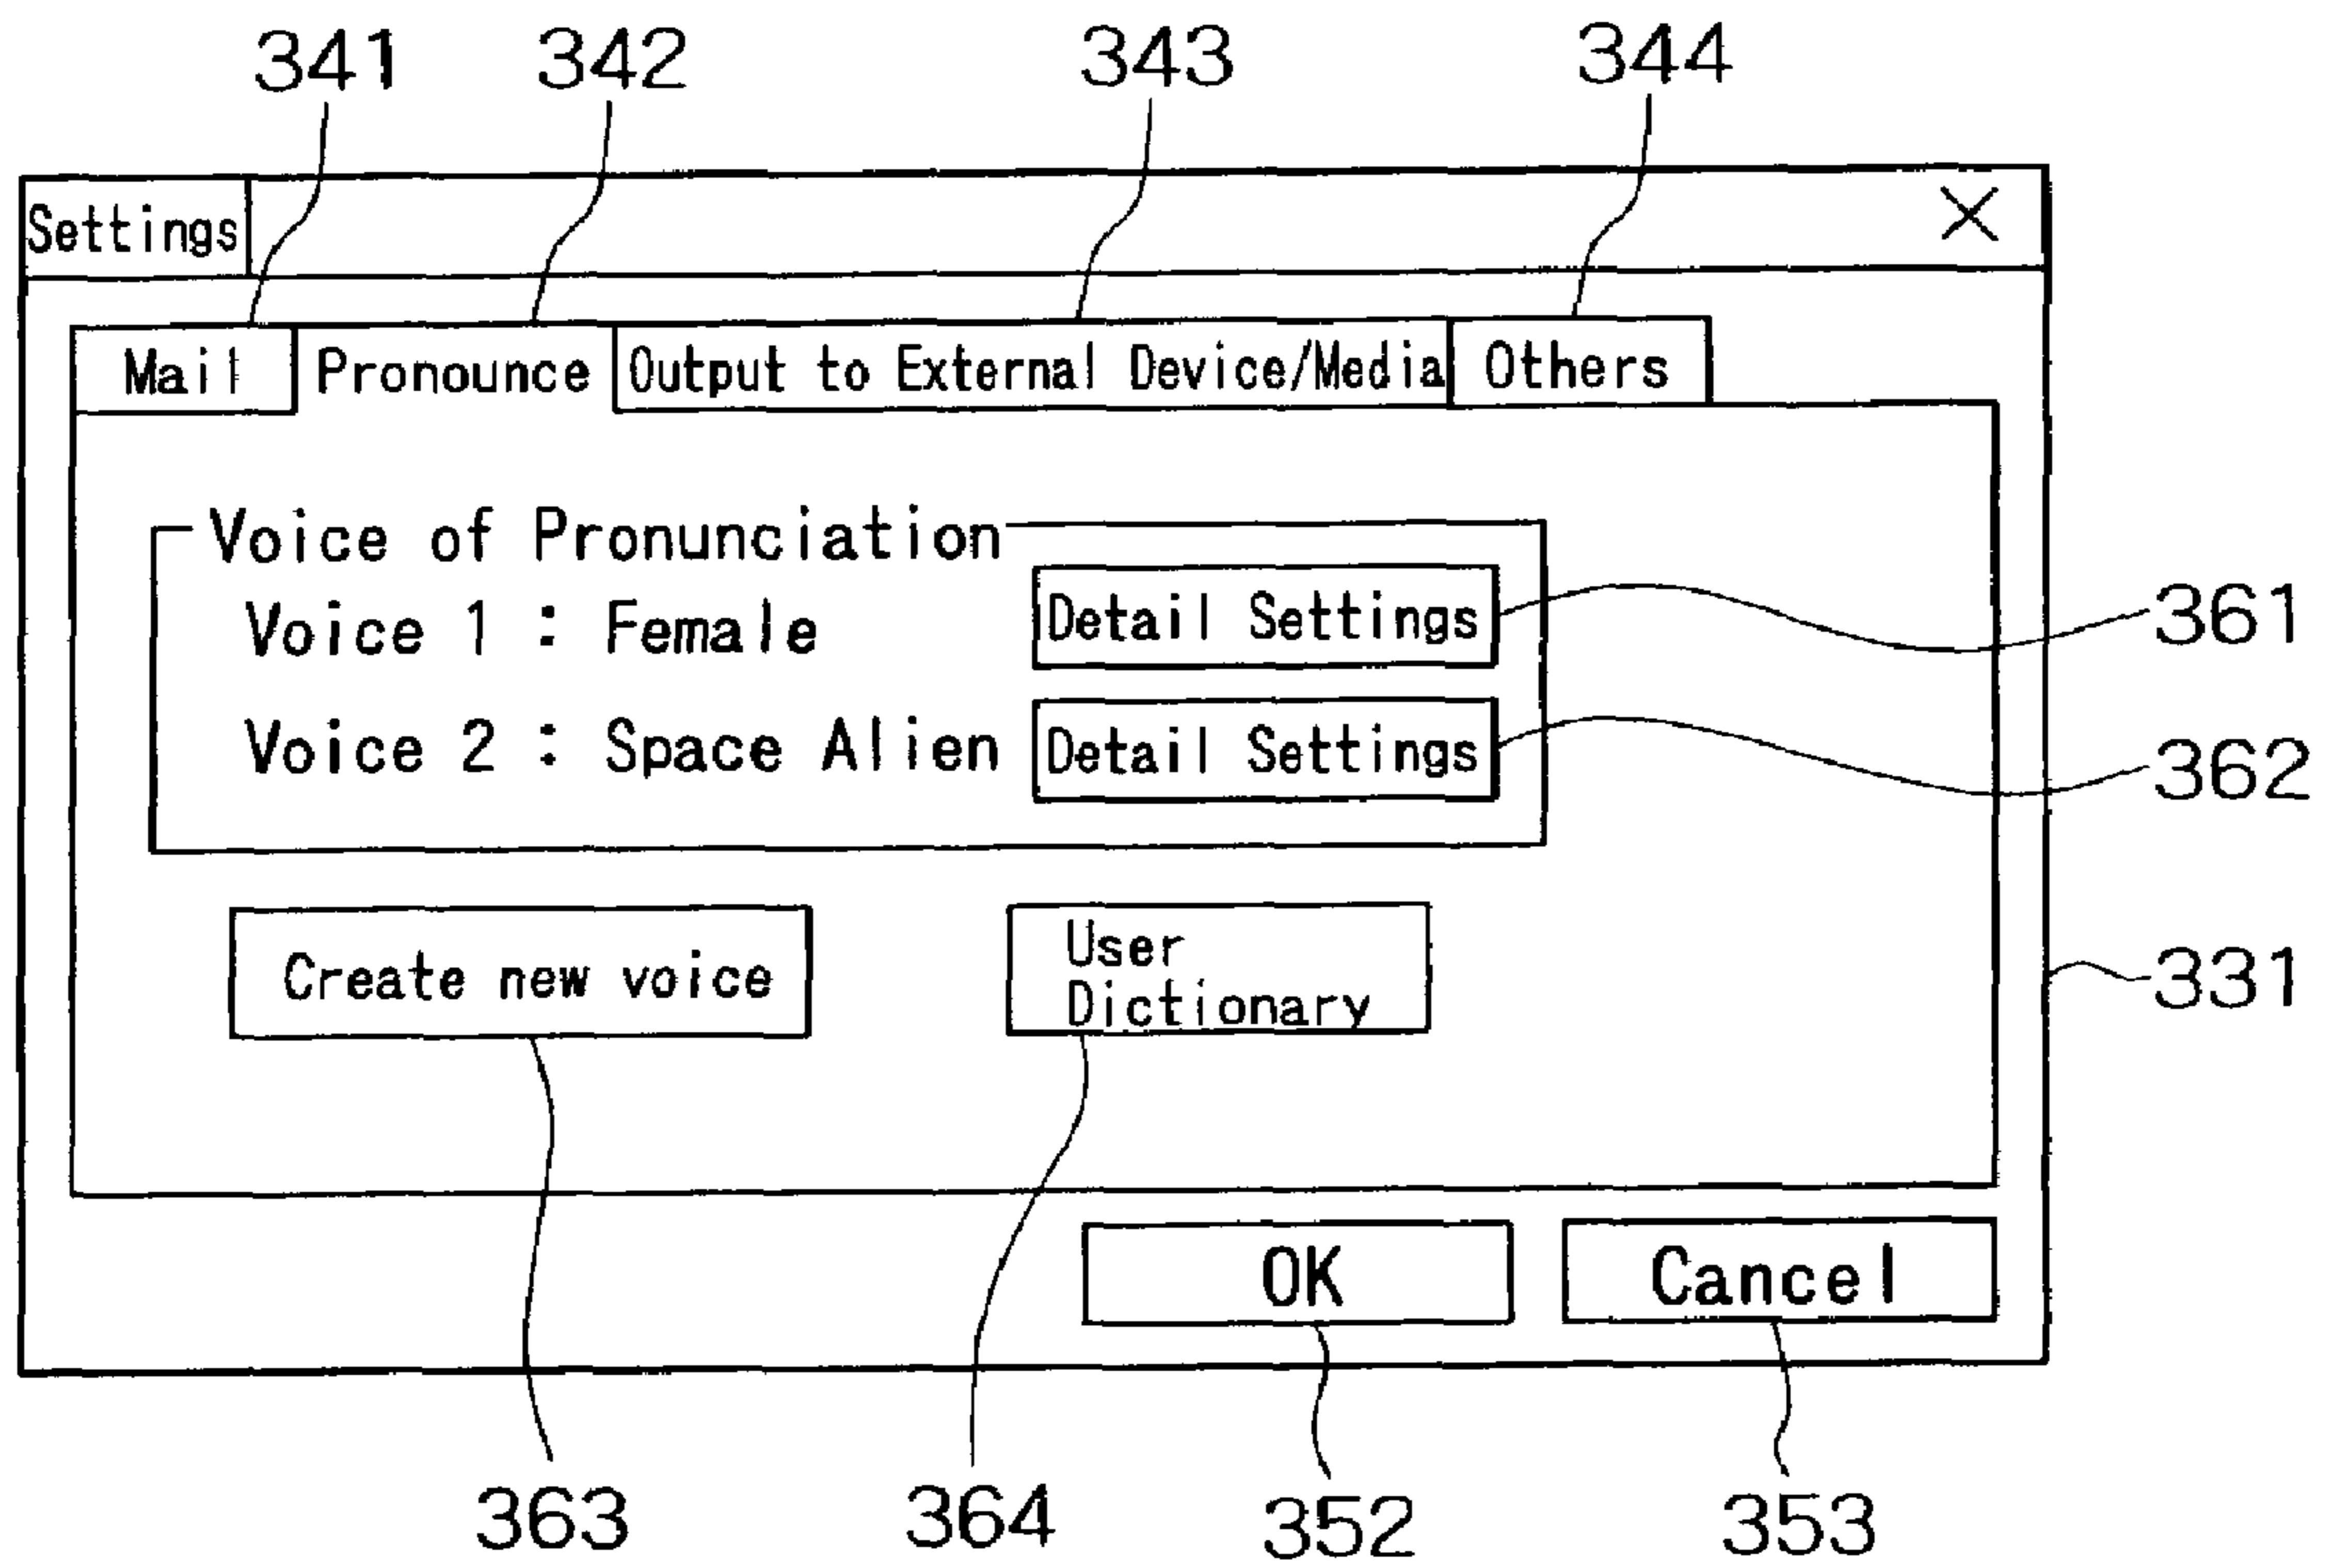 341 342 343 344
Settings ×
Mail Pronounce Output to External Device/Media Others
Voice of Pronunciation
Voice 1 : Female Detail Settings 361
Voice 2 : Space Alien Detail Settings 362
Create new voice User
Dictionary 331
OK Cancel
363 364 352 353